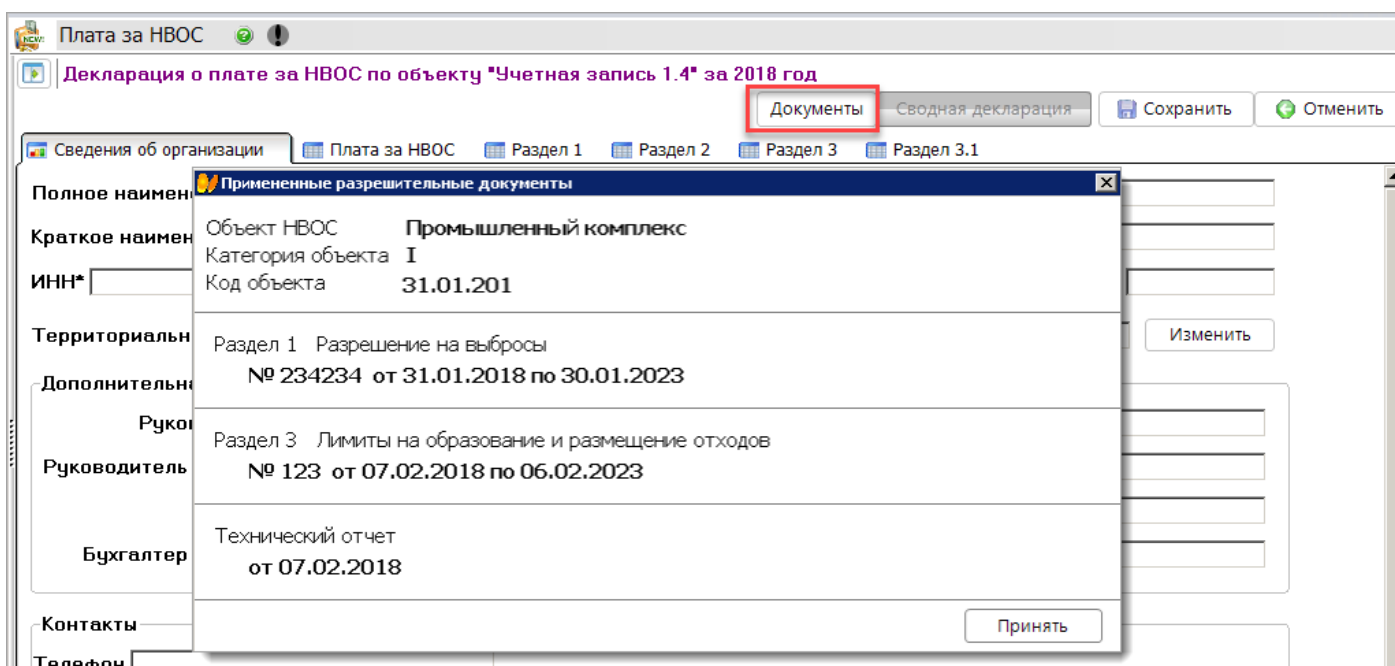 NEW!
Плата за НВОС
Декларация о плате за НВОС по объекту "Учетная запись 1.4" за 2018 год
Документы Сводная декларация Сохранить Отменить
Сведения об организации Плата за НВОС Раздел 1 Раздел 2 Раздел 3 Раздел 3.1
Примененные разрешительные документы
Полное наимен
Объект НВОС Промышленный комплекс
Краткое наимен
Категория объекта I
ИНН*
Код объекта 31.01.201
Территориальн
Изменить
Раздел 1 Разрешение на выбросы
№ 234234 от 31.01.2018 по 30.01.2023
Дополнительн
Руко
Раздел 3 Лимиты на образование и размещение отходов
Руководитель
№ 123 от 07.02.2018 по 06.02.2023
Технический отчет
Бухгалтер
от 07.02.2018
Контакты
Принять
Телефон